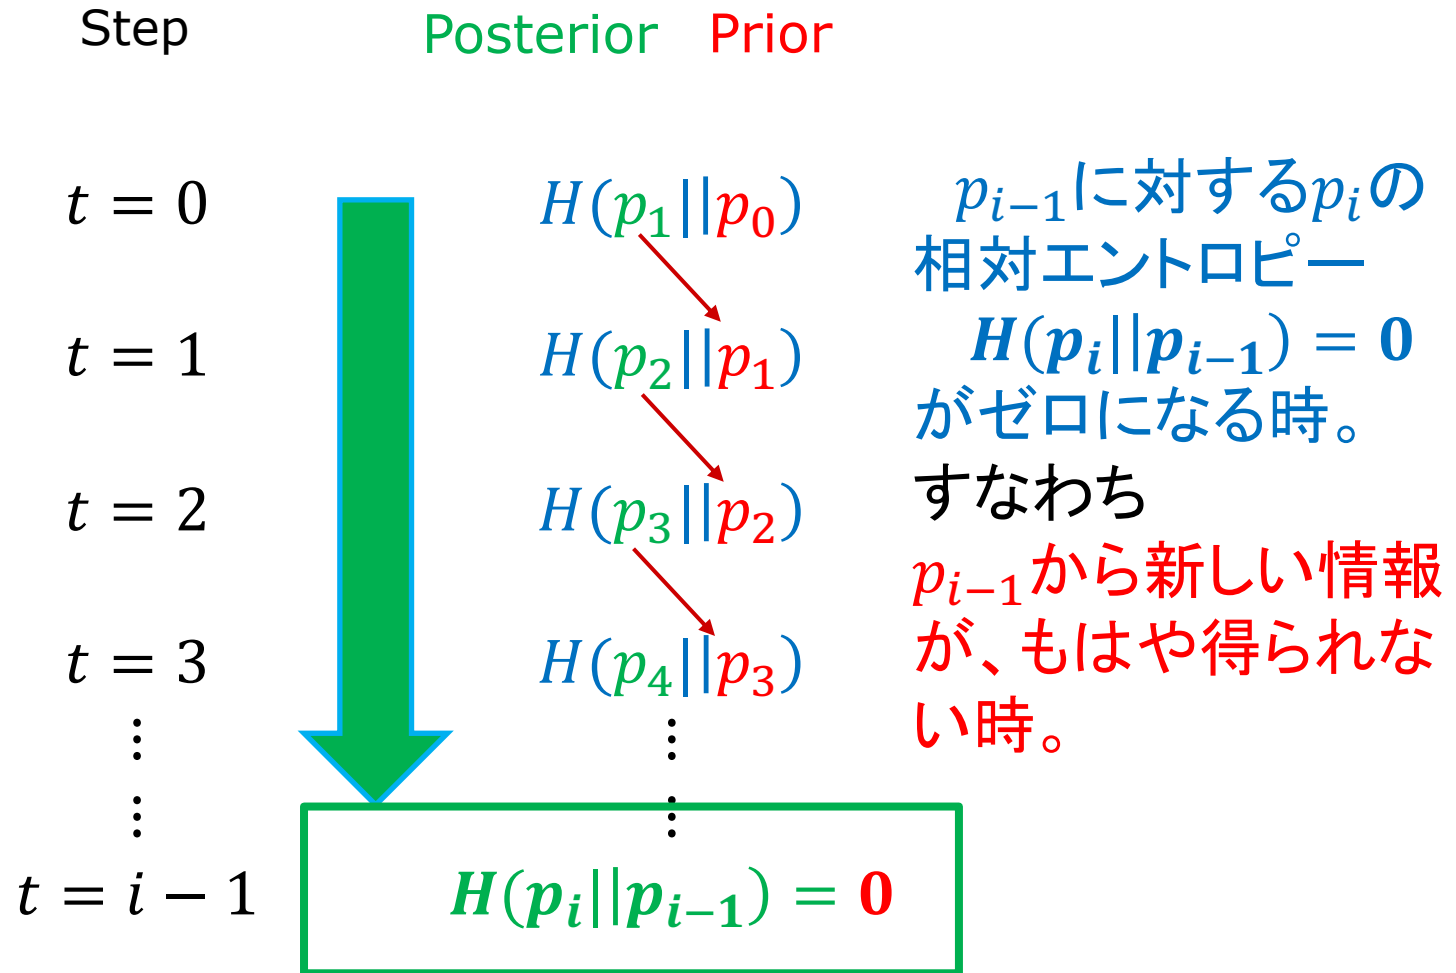 Step Posterior Prior
t = 0 H(p₁||p₀)
t = 1 H(p₂||p₁)
t = 2 H(p₃||p₂)
t = 3 H(p₄||p₃)
⋮ ⋮
⋮ ⋮
t = i − 1 H(pᵢ||pᵢ₋₁) = 0
pᵢ₋₁に対するpᵢの
相対エントロピー
H(pᵢ||pᵢ₋₁) = 0
がゼロになる時。
すなわち
pᵢ₋₁から新しい情報
が、もはや得られな
い時。